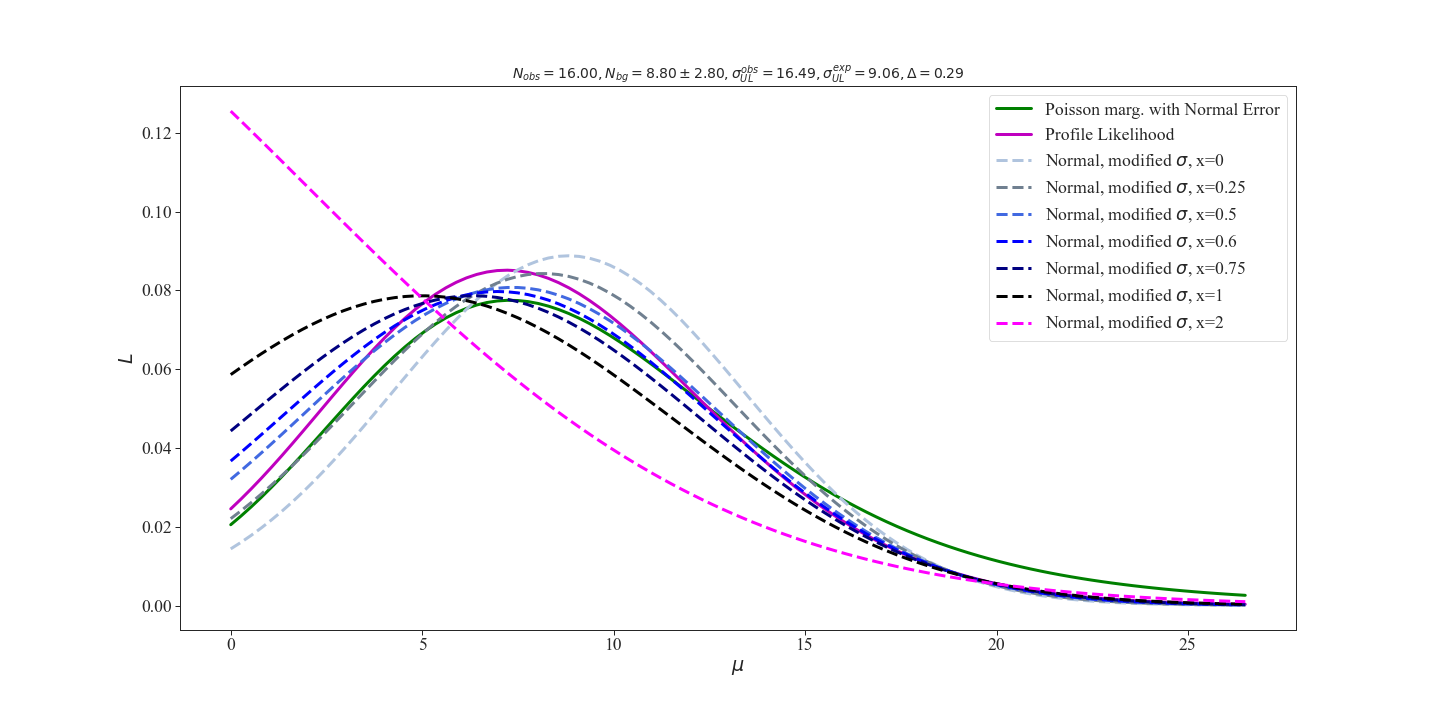 N_obs = 16.00, N_bg = 8.80 ± 2.80, σ_UL^obs = 16.49, σ_UL^exp = 9.06, Δ = 0.29
Poisson marg. with Normal Error
Profile Likelihood
Normal, modified σ, x=0
Normal, modified σ, x=0.25
Normal, modified σ, x=0.5
Normal, modified σ, x=0.6
Normal, modified σ, x=0.75
Normal, modified σ, x=1
Normal, modified σ, x=2
0.12
0.10
0.08
0.06
0.04
0.02
0.00
L
0 5 10 15 20 25
μ